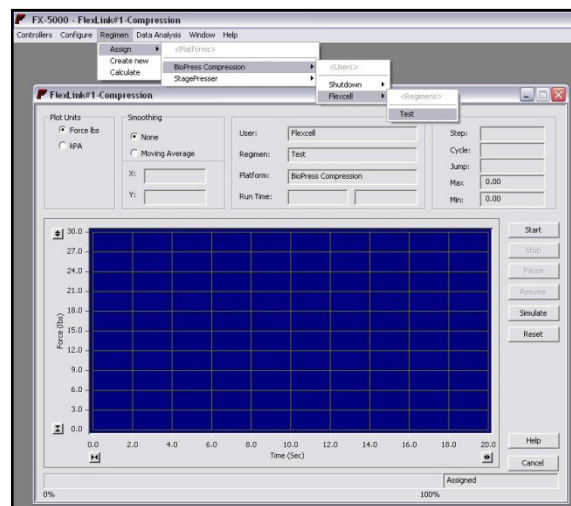 FX-5000 - FlexLink#1-Compression
Controllers Configure Regimen Data Analysis Window Help
Assign
Create new
Calculate
<Platforms>
BioPress Compression
StagePresser
<Users>
Shutdown
Flexcell
<Regimens>
Test
FlexLink#1-Compression
Plot Units
Force lbs
kPA
Smoothing
None
Moving Average
X:
Y:
User: Flexcell
Regimen: Test
Platform: BioPress Compression
Run Time:
Step:
Cycle:
Jump:
Max 0.00
Min: 0.00
30.0
27.0
24.0
21.0
18.0
15.0
12.0
9.0
6.0
3.0
0.0
Force (lbs)
0.0 2.0 4.0 6.0 8.0 10.0 12.0 14.0 16.0 18.0 20.0
Time (Sec)
Start
Stop
Pause
Resume
Simulate
Reset
Help
Cancel
Assigned
0% 100%